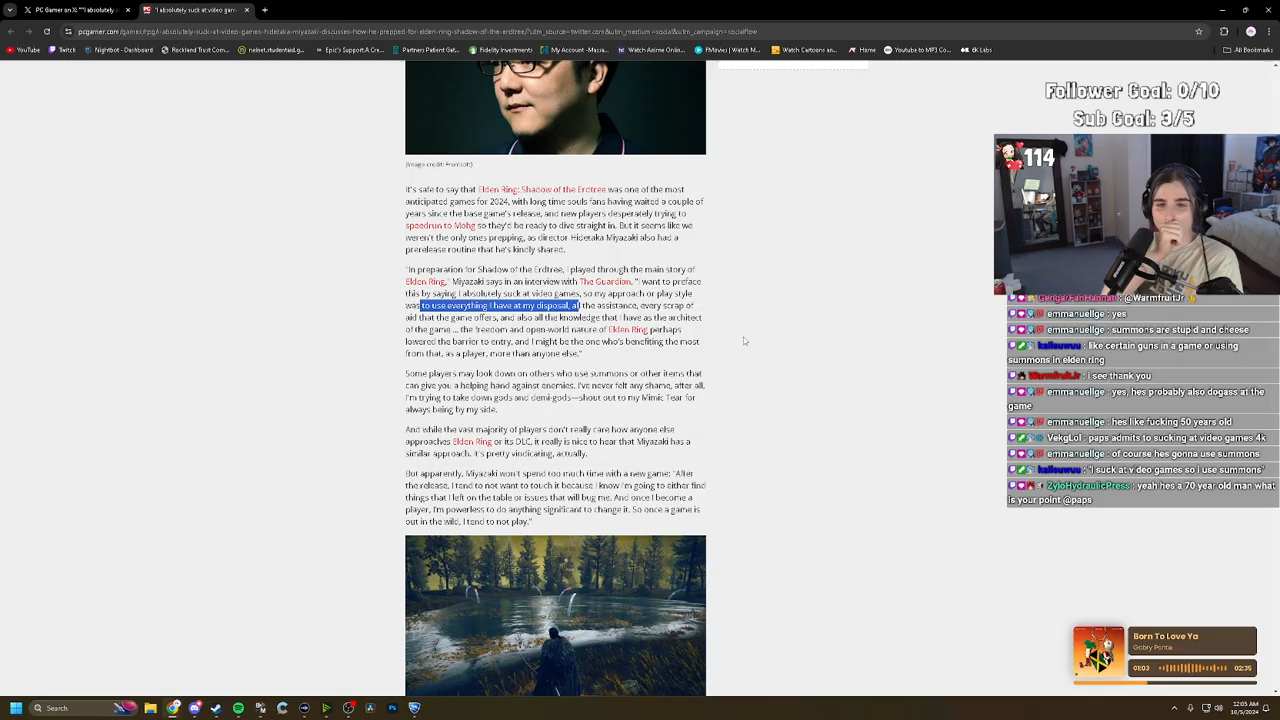 PC Gamer on X: ""I absolutely s
"I absolutely suck at video gam
pcgamer.com/games/rpg/i-absolutely-suck-at-video-games-hidetaka-miyazaki-discusses-how-he-prepped-for-elden-ring-shadow-of-the-erdtree/?utm_source=twitter.com&utm_medium=social&utm_campaign=socialflow
YouTube
Twitch
Nightbot - Dashboard
Rockland Trust Com...
nelnet.studentaid.g...
Epic's Support A Cre...
Partners Patient Gat...
Fidelity Investments
My Account - Massa...
Watch Anime Onlin...
FMovies | Watch M...
Watch Cartoons an...
Home
Youtube to MP3 Co...
6k Labs
All Bookmarks
(Image credit: Fromsoft)
It's safe to say that Elden Ring: Shadow of the Erdtree was one of the most
anticipated games for 2024, with long time souls fans having waited a couple of
years since the base game's release, and new players desperately trying to
speedrun to Mohg so they'd be ready to dive straight in. But it seems like we
weren't the only ones prepping, as director Hidetaka Miyazaki also had a
prerelease routine that he's kindly shared.
"In preparation for Shadow of the Erdtree, I played through the main story of
Elden Ring," Miyazaki says in an interview with The Guardian, "I want to preface
this by saying I absolutely suck at video games, so my approach or play style
was to use everything I have at my disposal, all the assistance, every scrap of
aid that the game offers, and also all the knowledge that I have as the architect
of the game ... the freedom and open-world nature of Elden Ring perhaps
lowered the barrier to entry, and I might be the one who's benefiting the most
from that, as a player, more than anyone else."
Some players may look down on others who use summons or other items that
can give you a helping hand against enemies. I've never felt any shame, after all,
I'm trying to take down gods and demi-gods—shout out to my Mimic Tear for
always being by my side.
And while the vast majority of players don't really care how anyone else
approaches Elden Ring or its DLC, it really is nice to hear that Miyazaki has a
similar approach. It's pretty vindicating, actually.
But apparently, Miyazaki won't spend too much time with a new game: "After
the release, I tend to not want to touch it because I know I'm going to either find
things that I left on the table or issues that will bug me. And once I become a
player, I'm powerless to do anything significant to change it. So once a game is
out in the wild, I tend to not play."
Follower Goal: 0/10
Sub Goal: 3/5
114
GengarFanHannah : @WarmfruitJr
emmanuellge: yes
emmanuellge: summons are stupid and cheese
kalisuwuu : like certain guns in a game or using
summons in elden ring
WarmfruitJr : i see thank you
emmanuellge: yes, hes probably also dogass at the
game
emmanuellge: hes like fucking 50 years old
VekgLol : paps admits to sucking at video games 4k
emmanuellge: of course hes gonna use summons
kalisuwuu : "i suck at video games so i use summons"
ZyloHydraulicPress : yeah hes a 70 year old man what
is your point @paps
Born To Love Ya
Gabry Ponte
01:03
02:35
Search
12:05 AM
10/5/2024